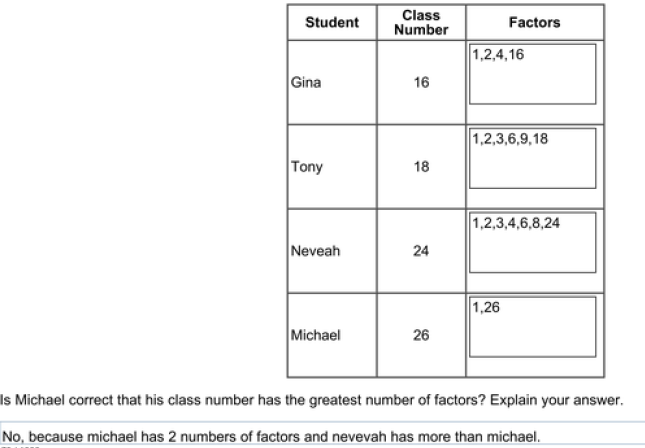 Student Class Number Factors
Gina 16 1,2,4,16
Tony 18 1,2,3,6,9,18
Neveah 24 1,2,3,4,6,8,24
Michael 26 1,26
Is Michael correct that his class number has the greatest number of factors? Explain your answer.
No, because michael has 2 numbers of factors and nevevah has more than michael.